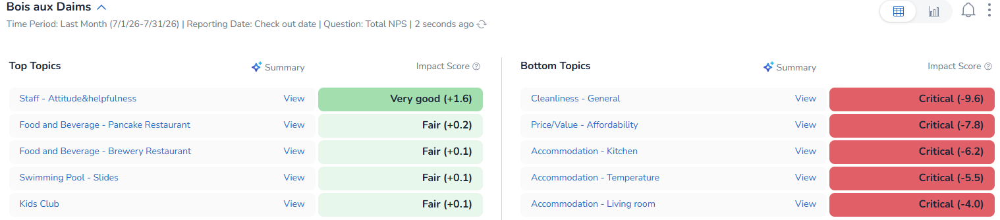 Bois aux Daims
Time Period: Last Month (7/1/26-7/31/26) | Reporting Date: Check out date | Question: Total NPS | 2 seconds ago
Top Topics Summary Impact Score
Staff - Attitude&helpfulness View Very good (+1.6)
Food and Beverage - Pancake Restaurant View Fair (+0.2)
Food and Beverage - Brewery Restaurant View Fair (+0.1)
Swimming Pool - Slides View Fair (+0.1)
Kids Club View Fair (+0.1)
Bottom Topics Summary Impact Score
Cleanliness - General View Critical (-9.6)
Price/Value - Affordability View Critical (-7.8)
Accommodation - Kitchen View Critical (-6.2)
Accommodation - Temperature View Critical (-5.5)
Accommodation - Living room View Critical (-4.0)